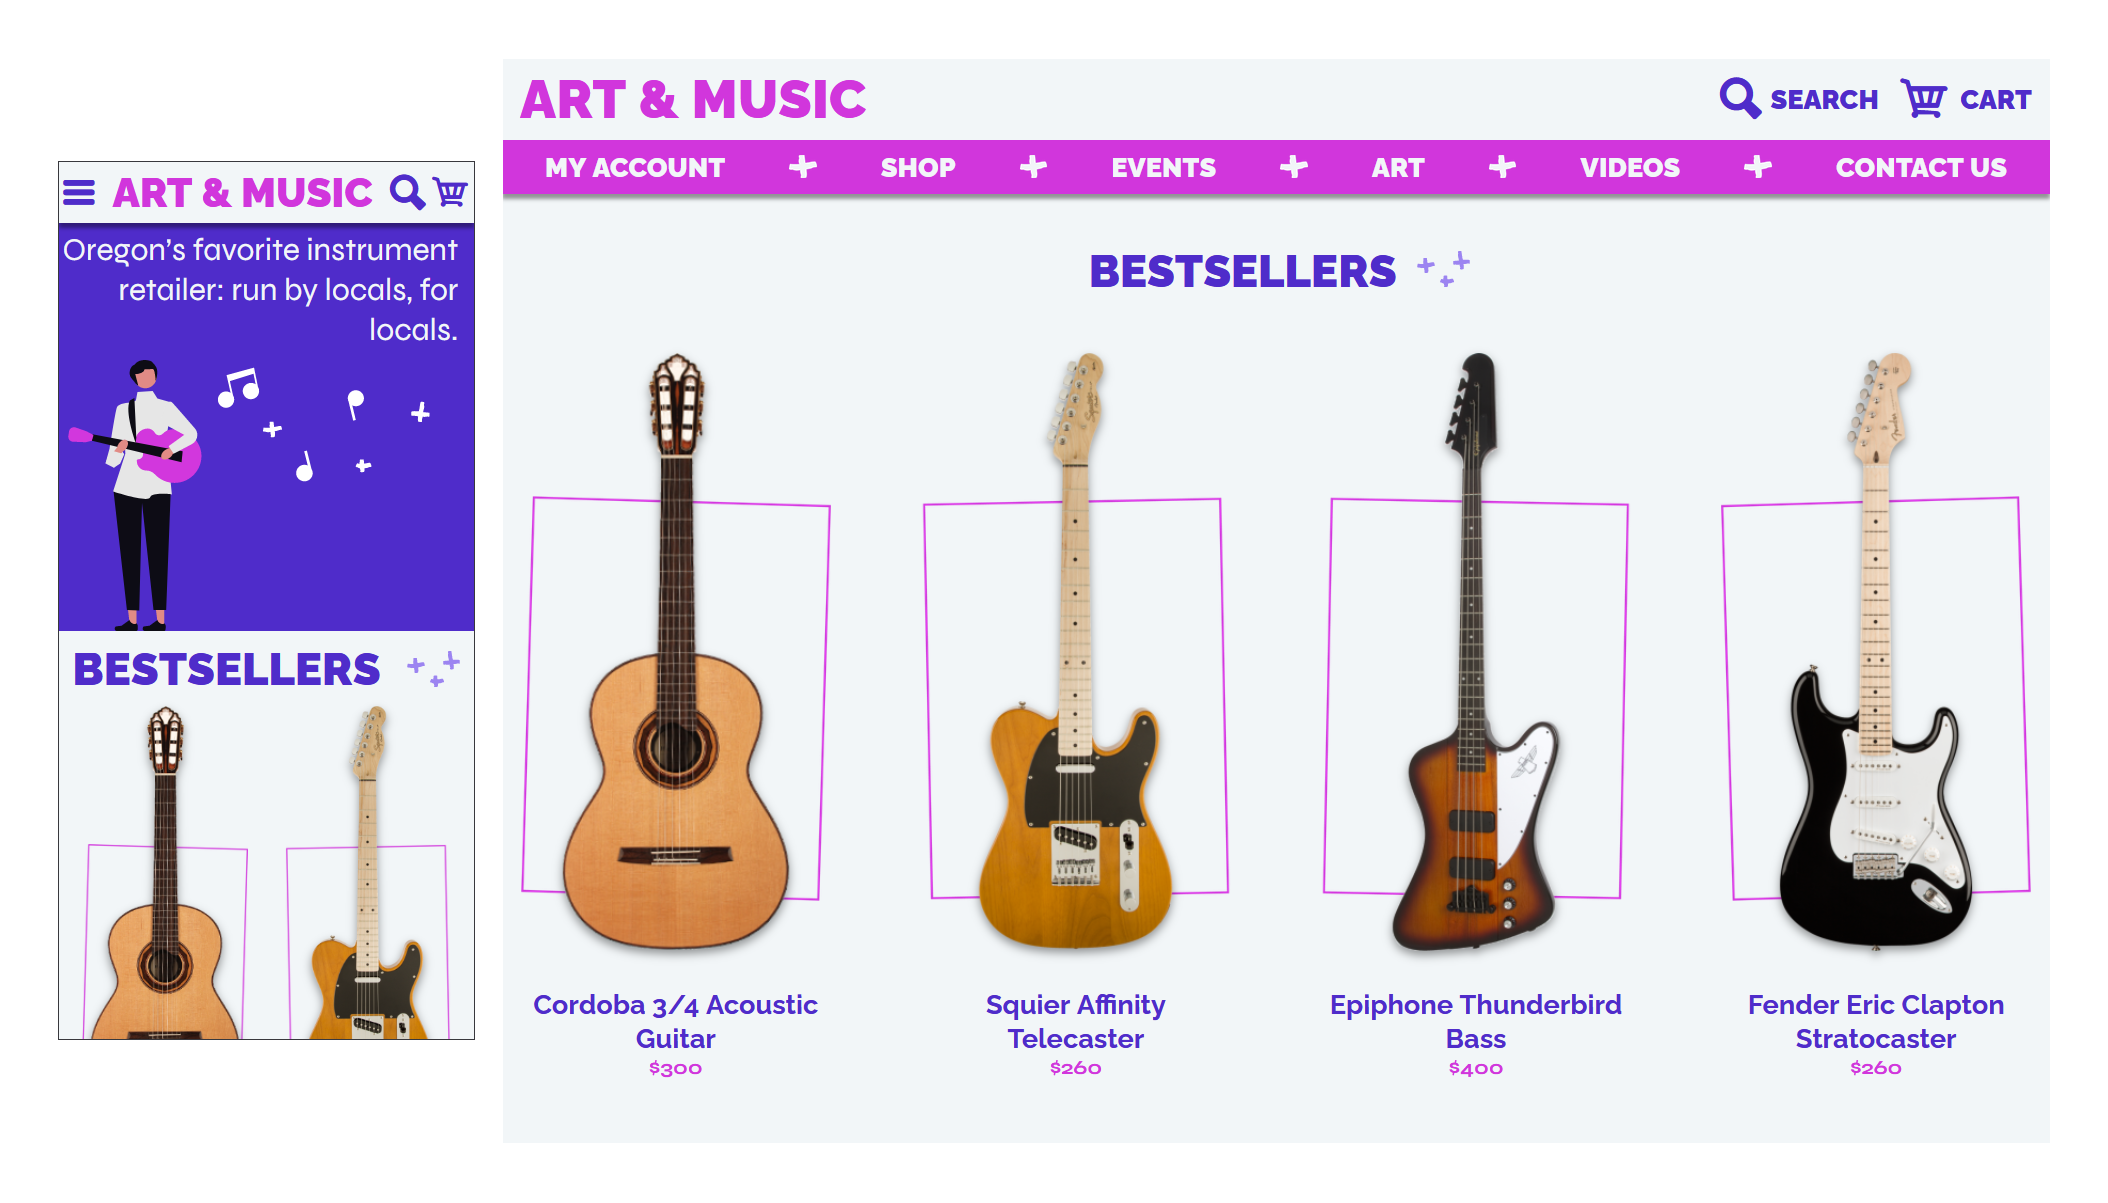 ART & MUSIC
Oregon's favorite instrument
retailer: run by locals, for
locals.
BESTSELLERS
ART & MUSIC
SEARCH
CART
MY ACCOUNT
SHOP
EVENTS
ART
VIDEOS
CONTACT US
BESTSELLERS
Cordoba 3/4 Acoustic
Guitar
$300
Squier Affinity
Telecaster
$260
Epiphone Thunderbird
Bass
$400
Fender Eric Clapton
Stratocaster
$260